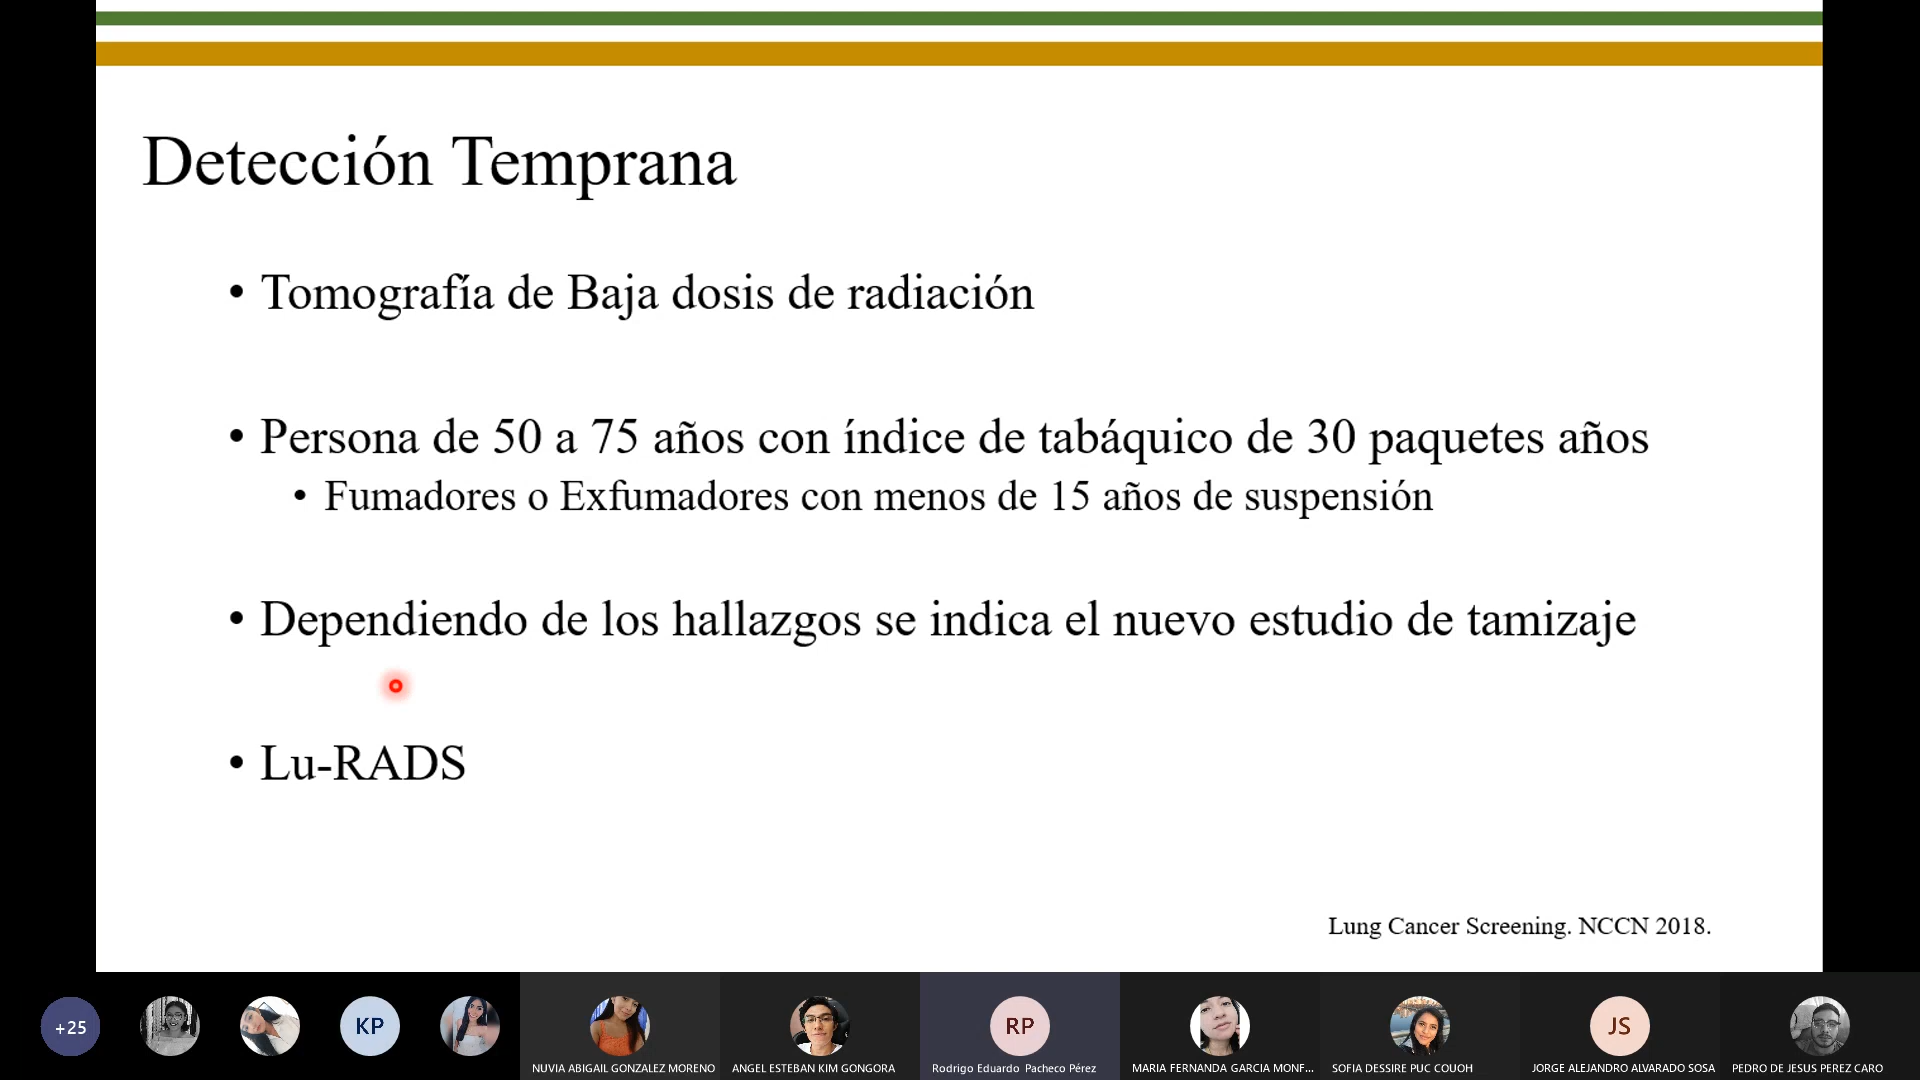 Detección Temprana
• Tomografía de Baja dosis de radiación
• Persona de 50 a 75 años con índice de tabáquico de 30 paquetes años
• Fumadores o Exfumadores con menos de 15 años de suspensión
• Dependiendo de los hallazgos se indica el nuevo estudio de tamizaje
• Lu-RADS
Lung Cancer Screening. NCCN 2018.
+25
KP
RP
JS
NUVIA ABIGAIL GONZALEZ MORENO
ANGEL ESTEBAN KIM GONGORA
Rodrigo Eduardo Pacheco Pérez
MARIA FERNANDA GARCIA MONF...
SOFIA DESSIRE PUC COUOH
JORGE ALEJANDRO ALVARADO SOSA
PEDRO DE JESUS PEREZ CARO